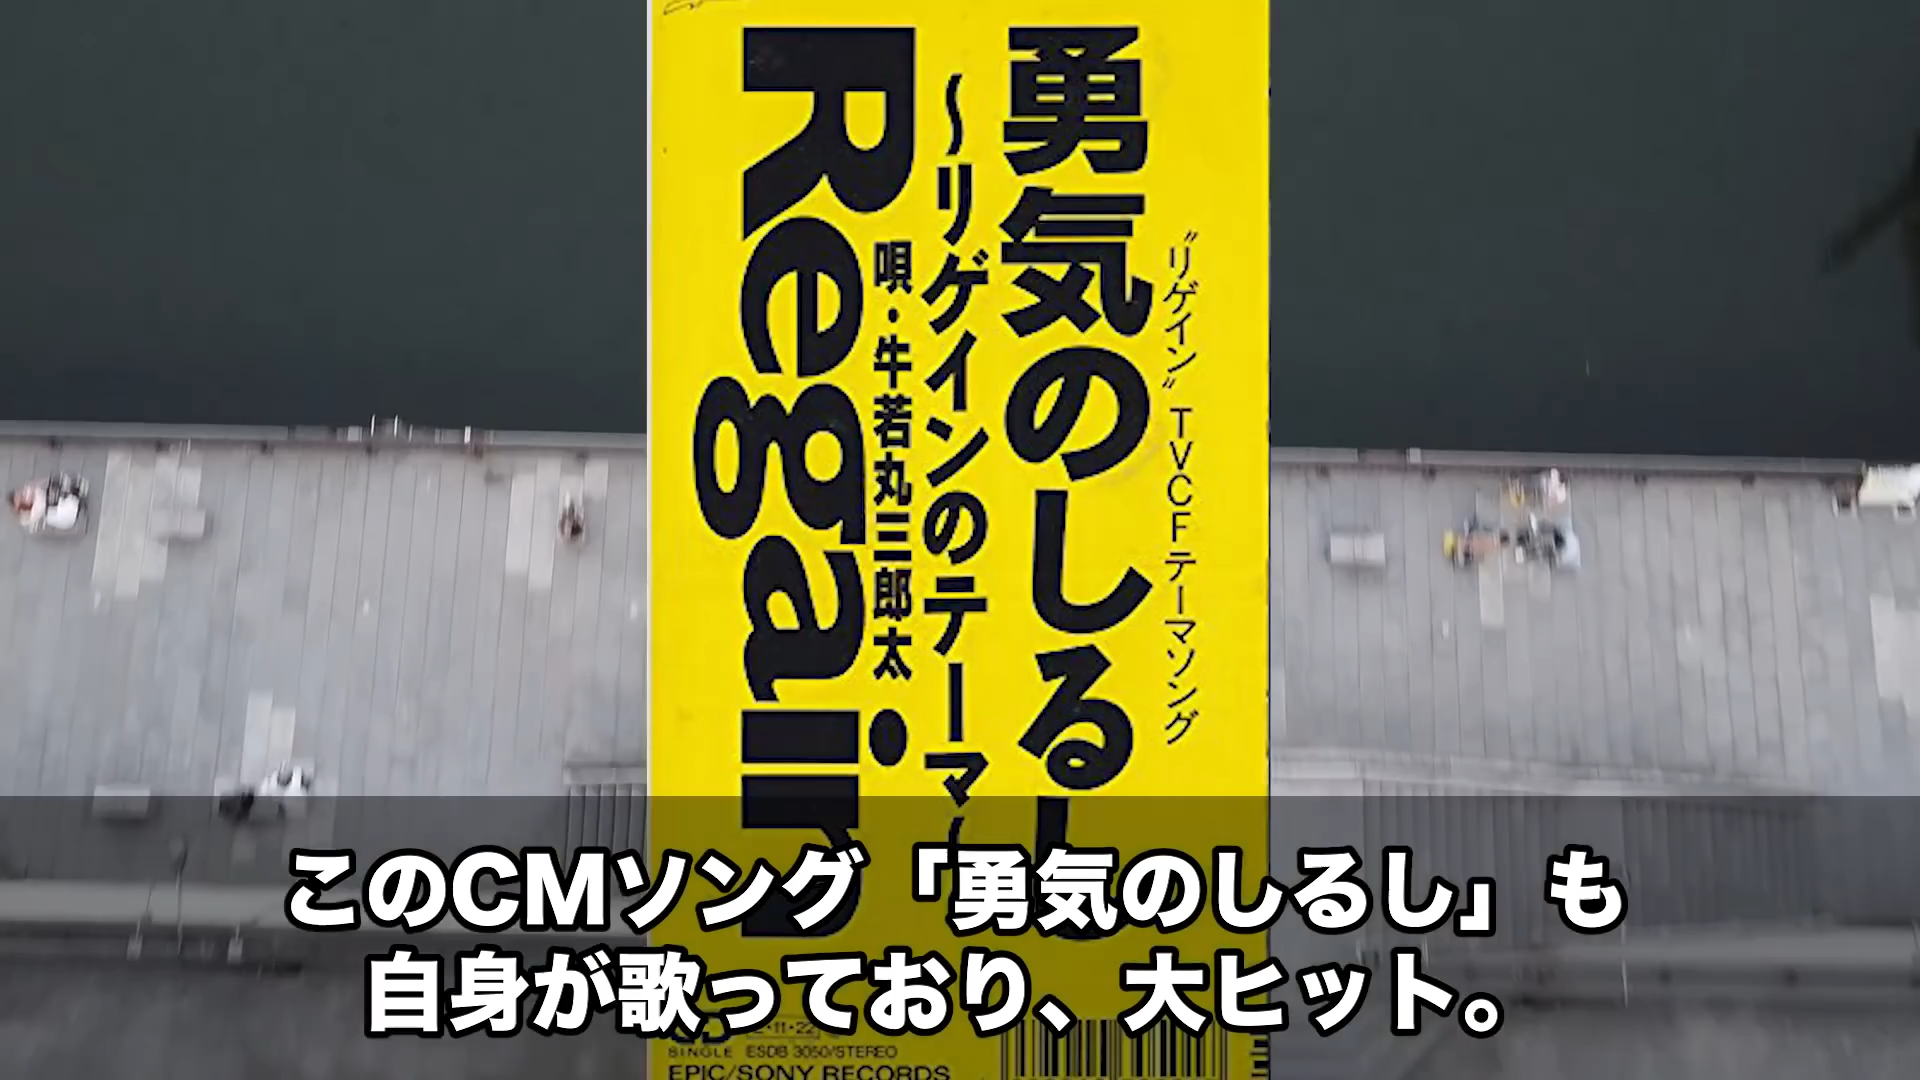 “リゲイン”TVCFテーマソング
勇気のしるし
〜リゲインのテーマ〜
唄・牛若丸三郎太
Regain
このCMソング「勇気のしるし」も
自身が歌っており、大ヒット。
11・22
SINGLE ESDB 3050/STEREO
EPIC/SONY RECORDS